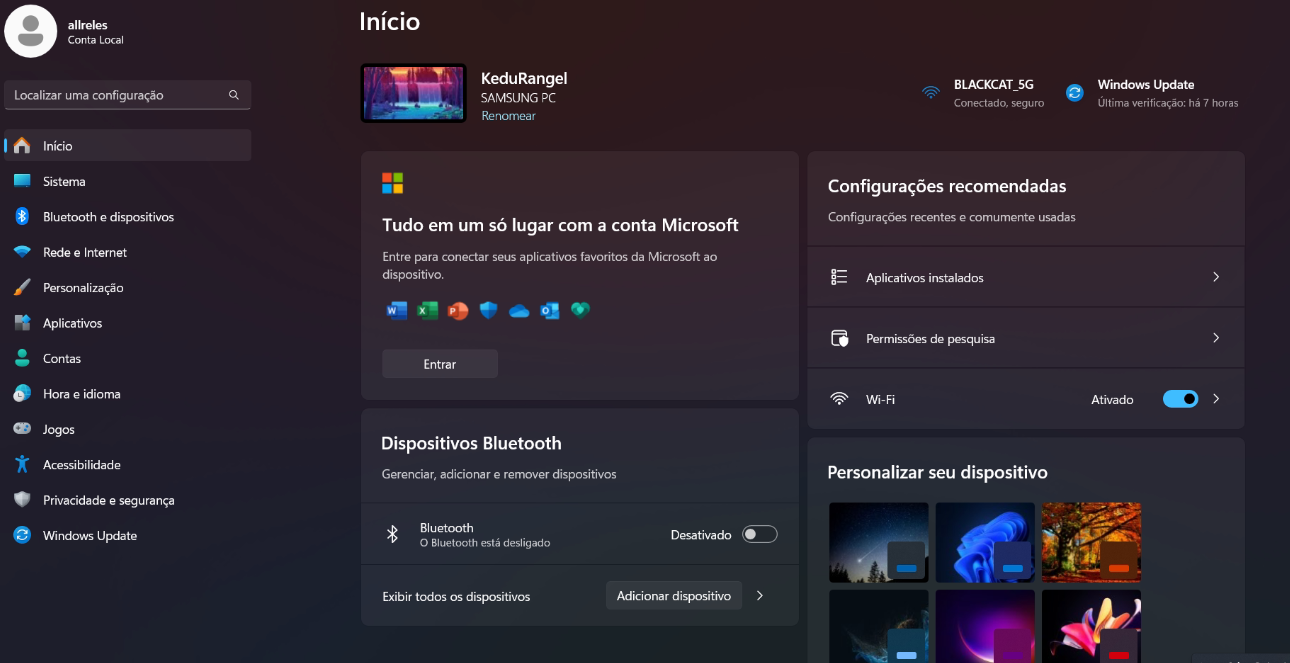 allreles
Conta Local
Localizar uma configuração
Início
Sistema
Bluetooth e dispositivos
Rede e Internet
Personalização
Aplicativos
Contas
Hora e idioma
Jogos
Acessibilidade
Privacidade e segurança
Windows Update
Início
KeduRangel
SAMSUNG PC
Renomear
BLACKCAT_5G
Conectado, seguro
Windows Update
Última verificação: há 7 horas
Tudo em um só lugar com a conta Microsoft
Entre para conectar seus aplicativos favoritos da Microsoft ao
dispositivo.
Entrar
Dispositivos Bluetooth
Gerenciar, adicionar e remover dispositivos
Bluetooth
O Bluetooth está desligado
Desativado
Exibir todos os dispositivos
Adicionar dispositivo
Configurações recomendadas
Configurações recentes e comumente usadas
Aplicativos instalados
Permissões de pesquisa
Wi-Fi
Ativado
Personalizar seu dispositivo